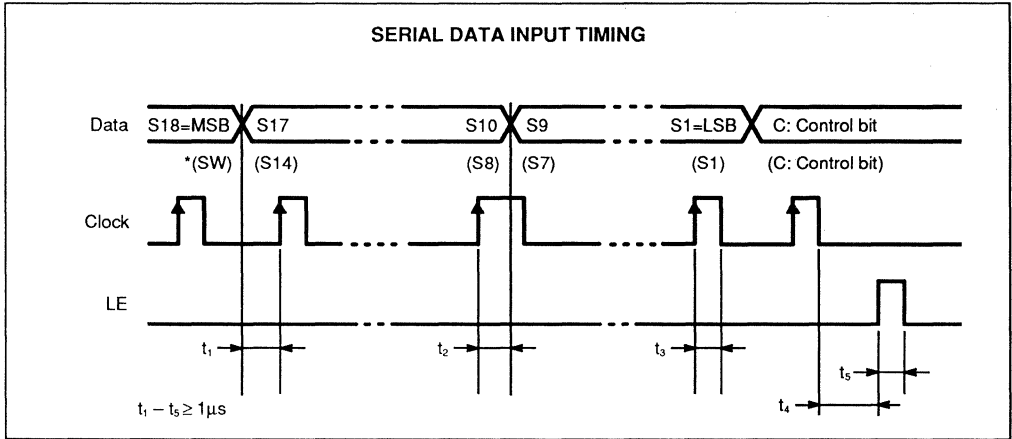 SERIAL DATA INPUT TIMING
Data S18=MSB S17 S10 S9 S1=LSB C: Control bit
*(SW) (S14) (S8) (S7) (S1) (C: Control bit)
Clock
LE
t₁ t₂ t₃
t₅
t₄
t₁ – t₅ ≥ 1µs